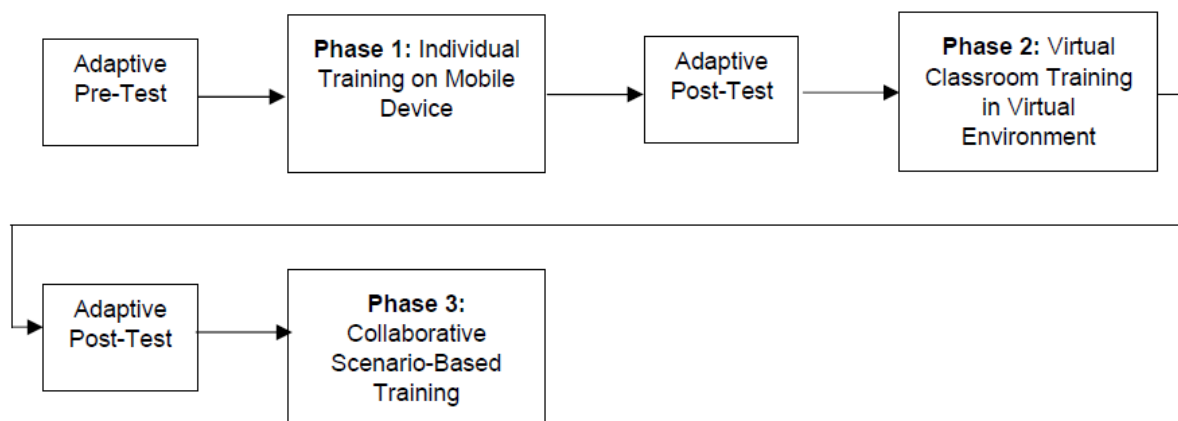 Adaptive
Pre-Test
Phase 1: Individual
Training on Mobile
Device
Adaptive
Post-Test
Phase 2: Virtual
Classroom Training
in Virtual
Environment
Adaptive
Post-Test
Phase 3:
Collaborative
Scenario-Based
Training